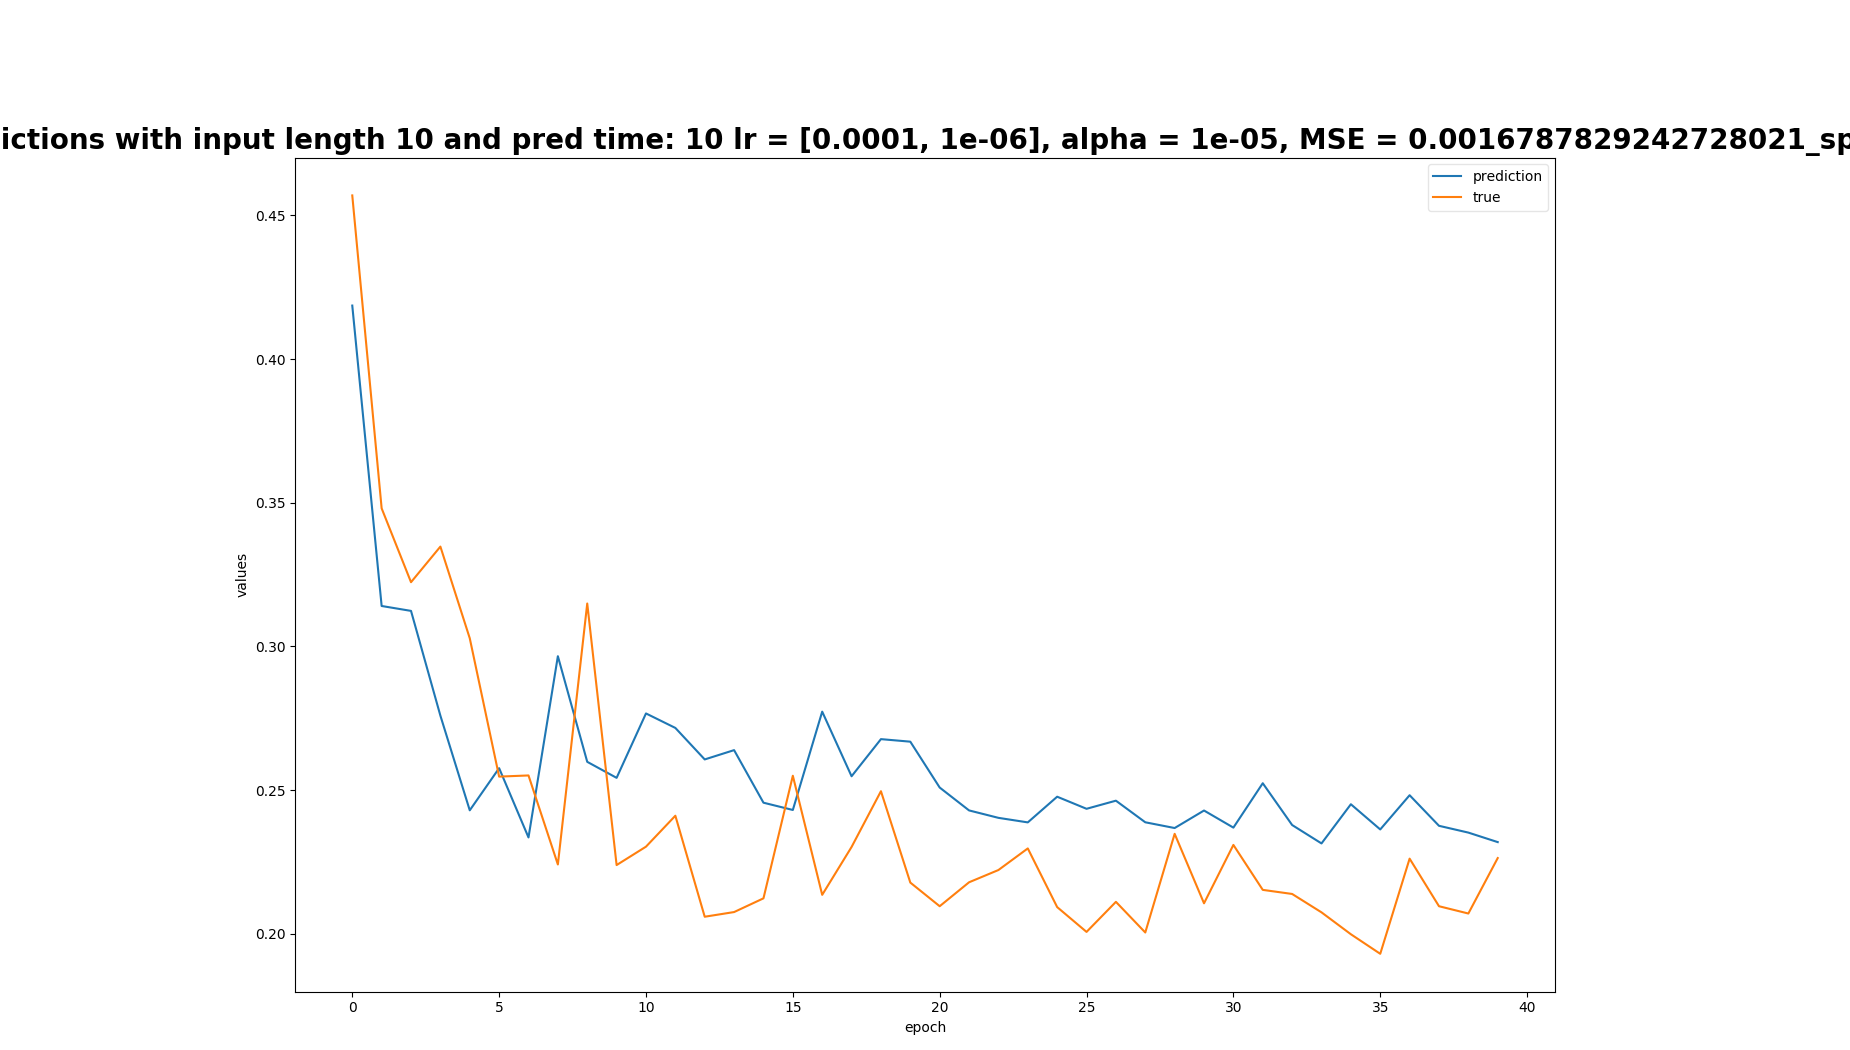 ictions with input length 10 and pred time: 10 lr = [0.0001, 1e-06], alpha = 1e-05, MSE = 0.0016787829242728021_sp
prediction
true
0.45
0.40
0.35
0.30
0.25
0.20
values
0 5 10 15 20 25 30 35 40
epoch